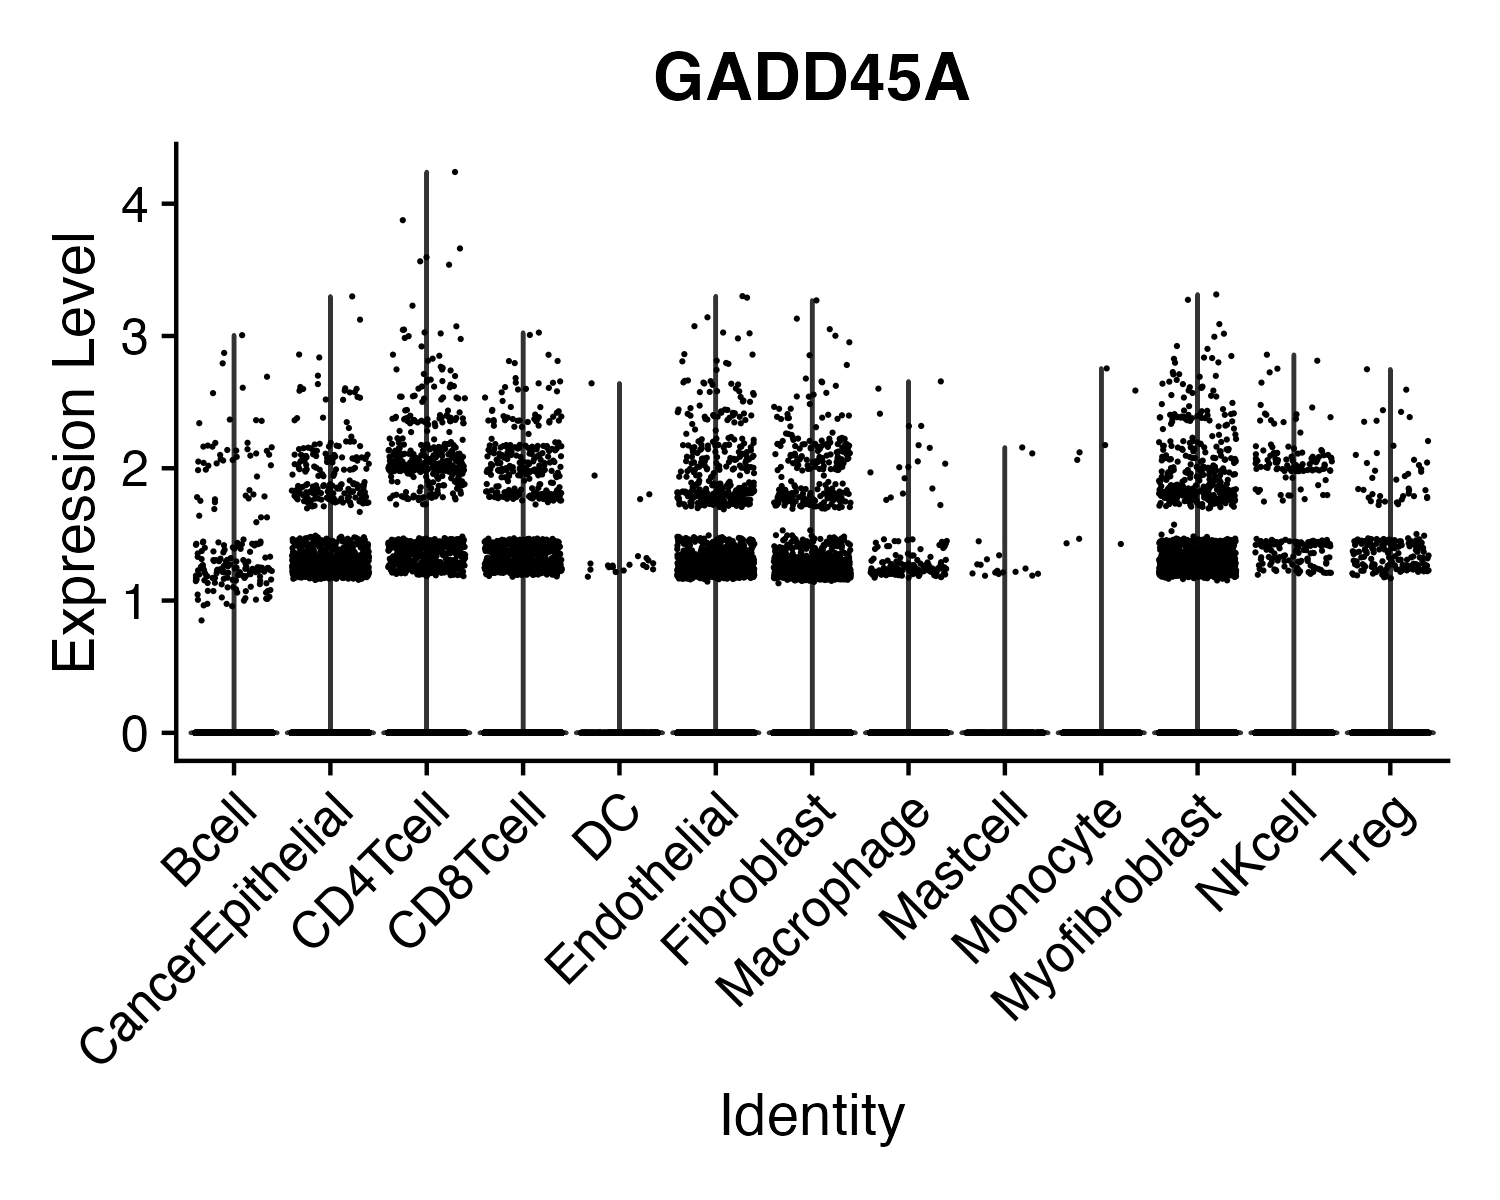 GADD45A
Expression Level
4
3
2
1
0
Bcell
CancerEpithelial
CD4Tcell
CD8Tcell
DC
Endothelial
Fibroblast
Macrophage
Mastcell
Monocyte
Myofibroblast
NKcell
Treg
Identity